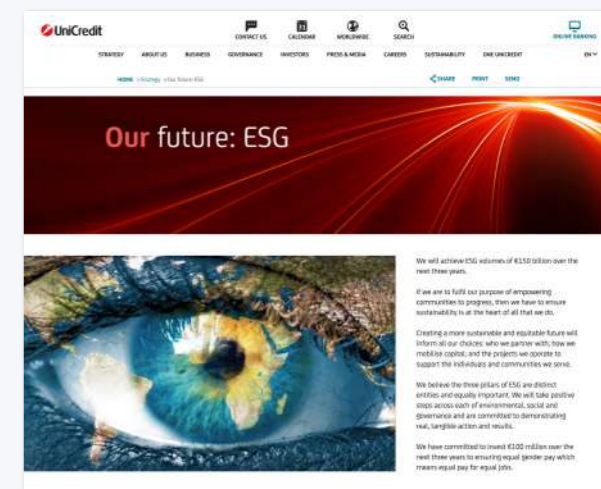 UniCredit
CONTACT US
CALENDAR
WORLDWIDE
SEARCH
ONLINE BANKING
STRATEGY
ABOUT US
BUSINESS
GOVERNANCE
INVESTORS
PRESS & MEDIA
CAREERS
SUSTAINABILITY
ONE UNICREDIT
EN
HOME > Strategy > Our future: ESG
SHARE
PRINT
SEND
Our future: ESG
We will achieve ESG volumes of €150 billion over the
next three years.
If we are to fulfil our purpose of empowering
communities to progress, then we have to ensure
sustainability is at the heart of all that we do.
Creating a more sustainable and equitable future will
inform all our choices: who we partner with; how we
mobilise capital; and the projects we operate to
support the individuals and communities we serve.
We believe the three pillars of ESG are distinct
entities and equally important. We will take positive
steps across each of environmental, social and
governance and are committed to demonstrating
real, tangible action and results.
We have committed to invest €100 million over the
next three years to ensuring equal gender pay which
means equal pay for equal jobs.